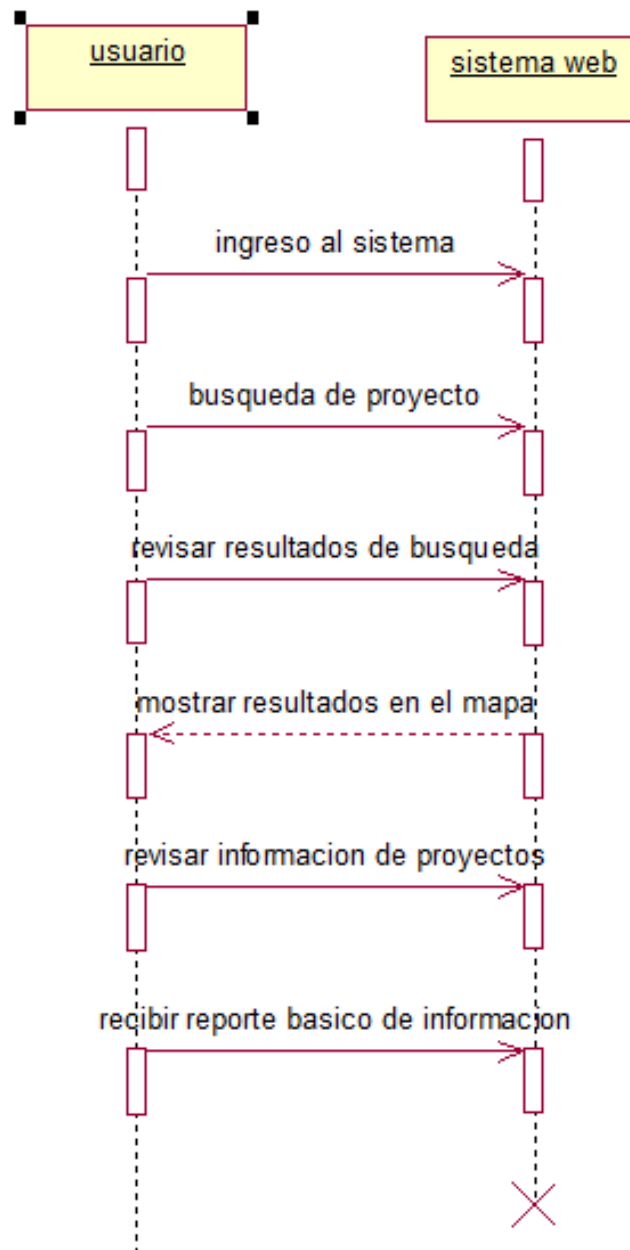 usuario
sistema web
ingreso al sistema
busqueda de proyecto
revisar resultados de busqueda
mostrar resultados en el mapa
revisar informacion de proyectos
recibir reporte basico de informacion